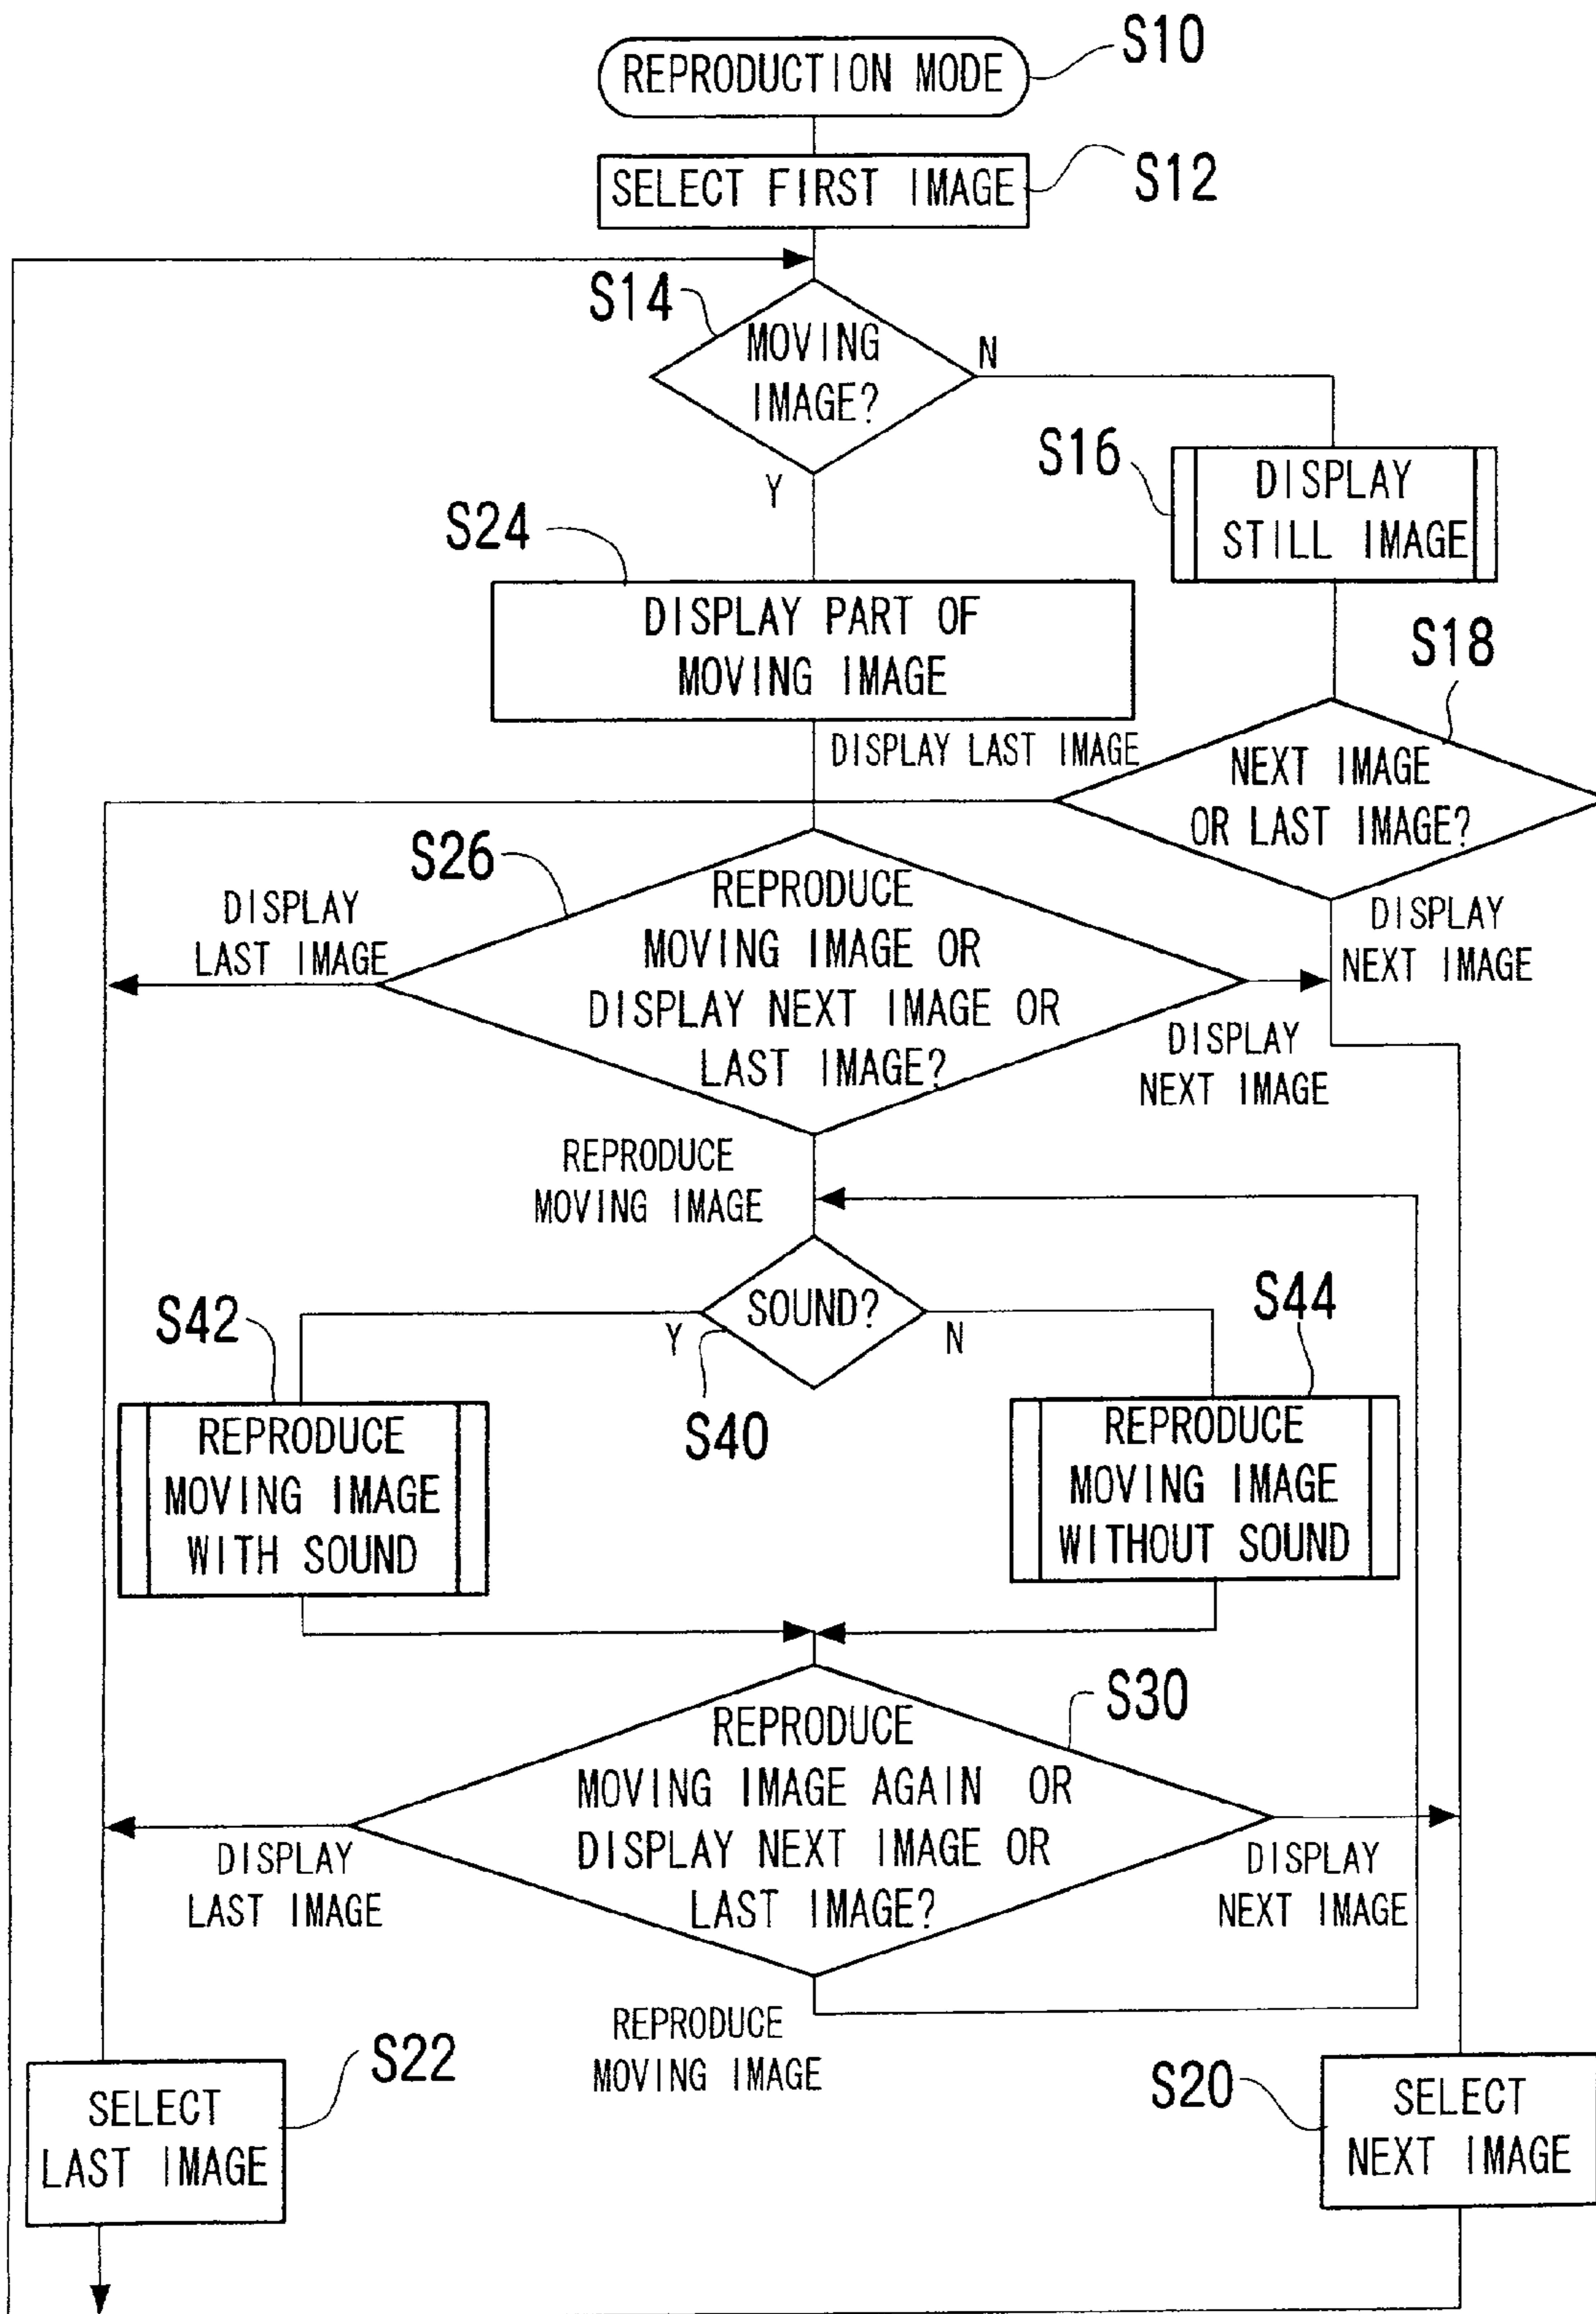 REPRODUCTION MODE
S10
SELECT FIRST IMAGE
S12
S14
MOVING
IMAGE?
N
Y
S16
DISPLAY
STILL IMAGE
S24
DISPLAY PART OF
MOVING IMAGE
S18
DISPLAY LAST IMAGE
NEXT IMAGE
OR LAST IMAGE?
S26
DISPLAY
LAST IMAGE
REPRODUCE
MOVING IMAGE OR
DISPLAY NEXT IMAGE OR
LAST IMAGE?
DISPLAY
NEXT IMAGE
DISPLAY
NEXT IMAGE
REPRODUCE
MOVING IMAGE
SOUND?
Y
N
S40
S42
REPRODUCE
MOVING IMAGE
WITH SOUND
S44
REPRODUCE
MOVING IMAGE
WITHOUT SOUND
S30
REPRODUCE
MOVING IMAGE AGAIN OR
DISPLAY NEXT IMAGE OR
LAST IMAGE?
DISPLAY
LAST IMAGE
DISPLAY
NEXT IMAGE
REPRODUCE
MOVING IMAGE
S22
SELECT
LAST IMAGE
S20
SELECT
NEXT IMAGE